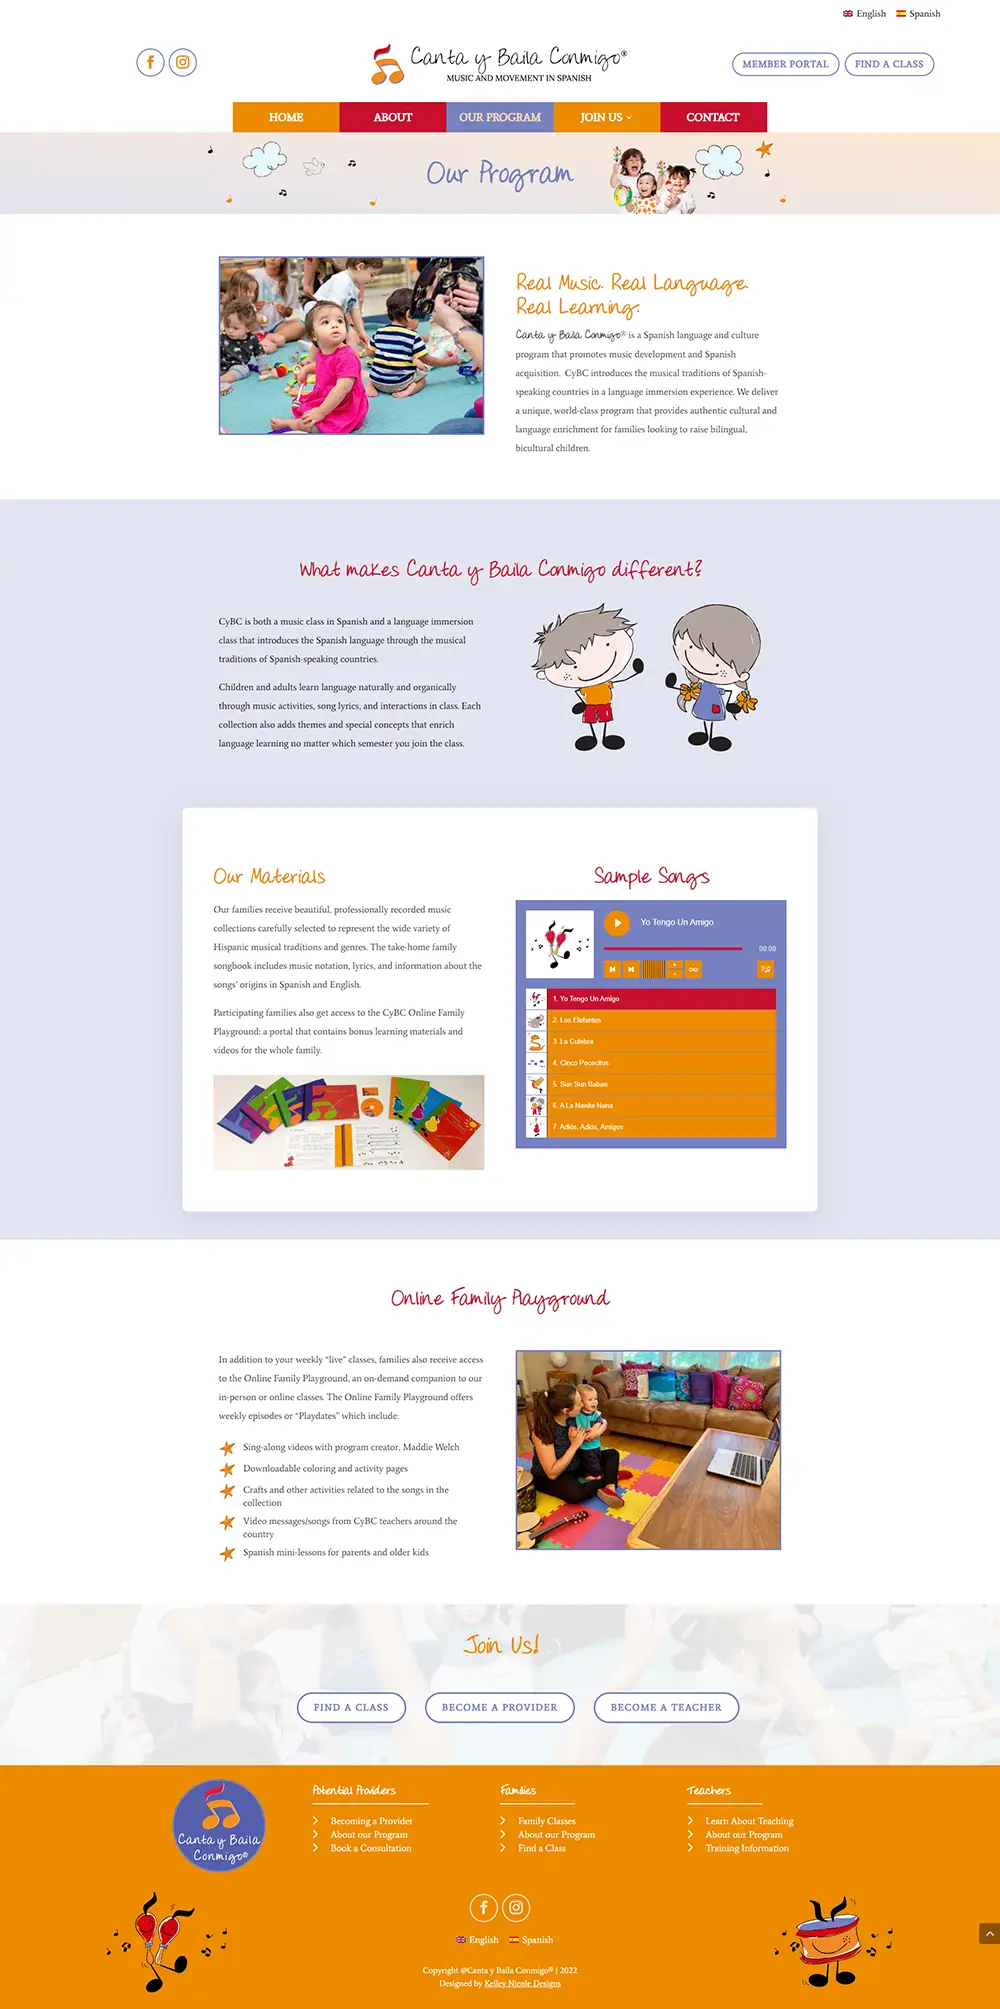 English Spanish
Canta y Baila Conmigo®
MUSIC AND MOVEMENT IN SPANISH
MEMBER PORTAL FIND A CLASS
HOME ABOUT OUR PROGRAM JOIN US CONTACT
Our Program
Real Music. Real Language.
Real Learning.
Canta y Baila Conmigo® is a Spanish language and culture
program that promotes music development and Spanish
acquisition. CyBC introduces the musical traditions of Spanish-
speaking countries in a language immersion experience. We deliver
a unique, world-class program that provides authentic cultural and
language enrichment for families looking to raise bilingual,
bicultural children.
What makes Canta y Baila Conmigo different?
CyBC is both a music class in Spanish and a language immersion
class that introduces the Spanish language through the musical
traditions of Spanish-speaking countries.
Children and adults learn language naturally and organically
through music activities, song lyrics, and interactions in class. Each
collection also adds themes and special concepts that enrich
language learning no matter which semester you join the class.
Our Materials
Our families receive beautiful, professionally recorded music
collections carefully selected to represent the wide variety of
Hispanic musical traditions and genres. The take-home family
songbook includes music notation, lyrics, and information about the
songs' origins in Spanish and English.
Participating families also get access to the CyBC Online Family
Playground: a portal that contains bonus learning materials and
videos for the whole family.
Sample Songs
Yo Tengo Un Amigo
00:00
1. Yo Tengo Un Amigo
2. Los Elefantes
3. La Culebra
4. Cinco Pececitos
5. Sun Sun Babae
6. A La Nanita Nana
7. Adiós, Adiós, Amigos
Online Family Playground
In addition to your weekly “live” classes, families also receive access
to the Online Family Playground, an on-demand companion to our
in-person or online classes. The Online Family Playground offers
weekly episodes or “Playdates” which include:
Sing-along videos with program creator, Maddie Welch
Downloadable coloring and activity pages
Crafts and other activities related to the songs in the
collection
Video messages/songs from CyBC teachers around the
country
Spanish mini-lessons for parents and older kids
Join Us!
FIND A CLASS BECOME A PROVIDER BECOME A TEACHER
Canta y Baila
Conmigo®
Potential Providers
Becoming a Provider
About our Program
Book a Consultation
Families
Family Classes
About our Program
Find a Class
Teachers
Learn About Teaching
About our Program
Training Information
English Spanish
Copyright @Canta y Baila Conmigo® | 2022
Designed by Kelley Nicole Designs